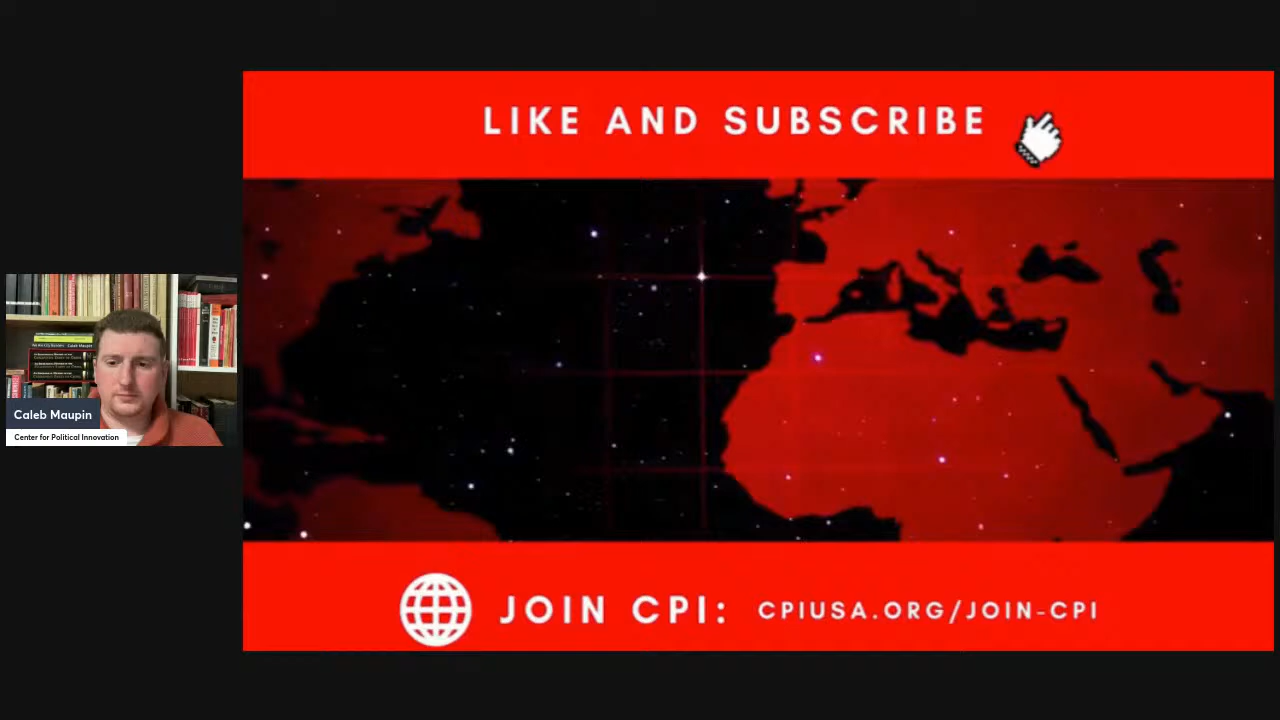 LIKE AND SUBSCRIBE
Caleb Maupin
Center for Political Innovation
JOIN CPI: CPIUSA.ORG/JOIN-CPI